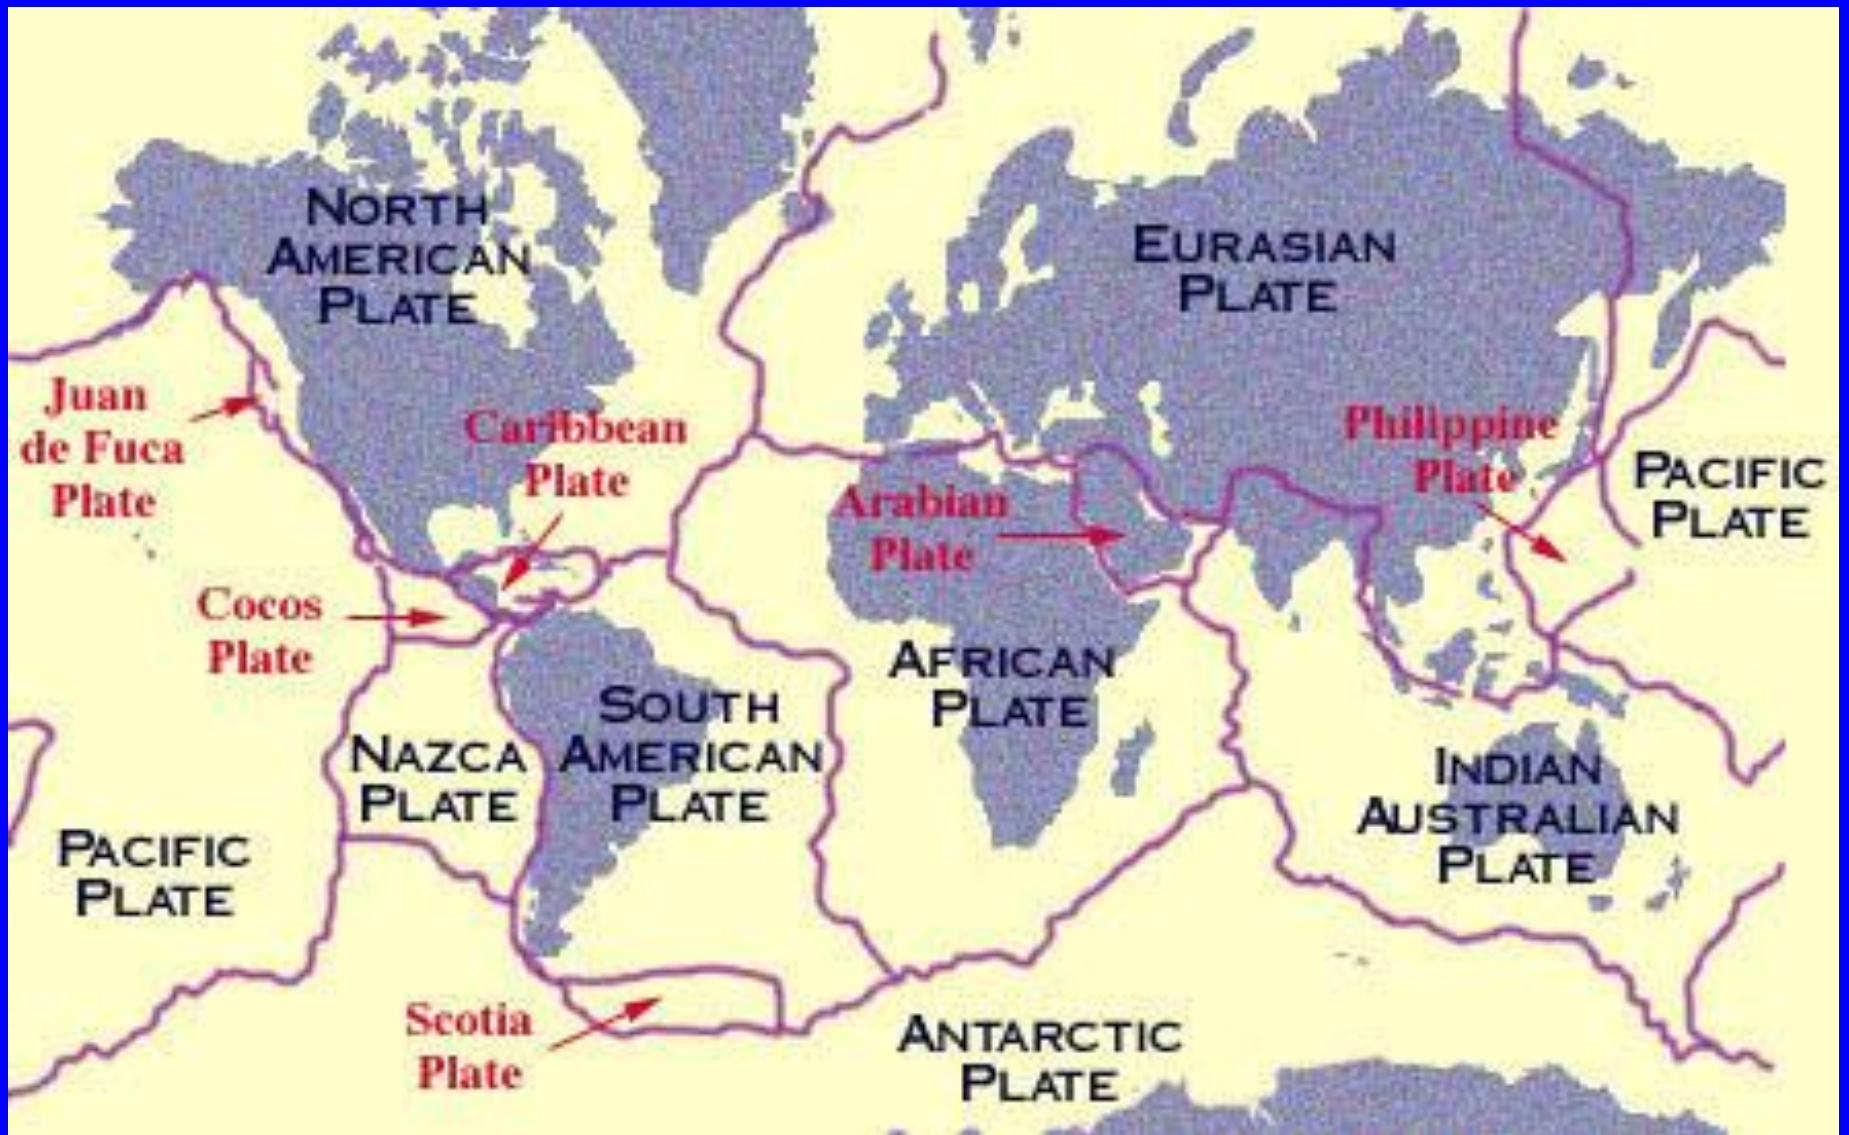 NORTH
AMERICAN
PLATE
EURASIAN
PLATE
Juan
de Fuca
Plate
Caribbean
Plate
Philippine
Plate
PACIFIC
PLATE
Arabian
Plate
Cocos
Plate
AFRICAN
PLATE
SOUTH
AMERICAN
PLATE
NAZCA
PLATE
INDIAN
AUSTRALIAN
PLATE
PACIFIC
PLATE
Scotia
Plate
ANTARCTIC
PLATE